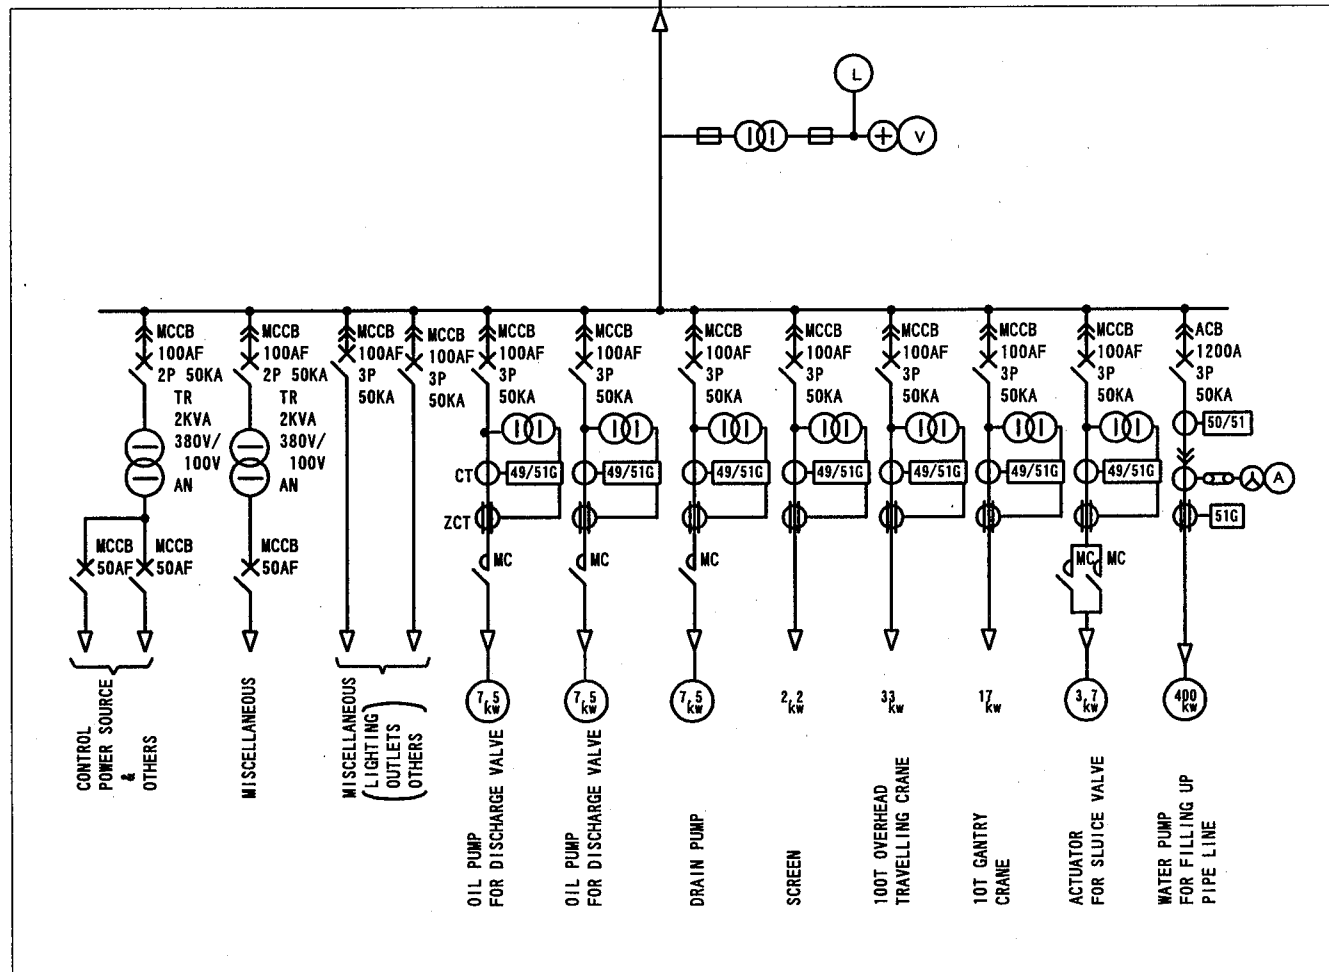 L
V
MCCB
100AF
2P 50KA
TR
2KVA
380V/
100V
AN
MCCB
50AF
MCCB
50AF
CONTROL
POWER SOURCE
&
OTHERS
MCCB
100AF
2P 50KA
TR
2KVA
380V/
100V
AN
MCCB
50AF
MISCELLANEOUS
MCCB
100AF
3P
50KA
MCCB
100AF
3P
50KA
MISCELLANEOUS
(LIGHTING
OUTLETS
OTHERS)
MCCB
100AF
3P
50KA
CT
49/51G
ZCT
MC
7.5
kw
OIL PUMP
FOR DISCHARGE VALVE
MCCB
100AF
3P
50KA
49/51G
MC
7.5
kw
OIL PUMP
FOR DISCHARGE VALVE
MCCB
100AF
3P
50KA
49/51G
MC
7.5
kw
DRAIN PUMP
MCCB
100AF
3P
50KA
49/51G
2.2
kw
SCREEN
MCCB
100AF
3P
50KA
49/51G
33
kw
100T OVERHEAD
TRAVELLING CRANE
MCCB
100AF
3P
50KA
49/51G
17
kw
10T GANTRY
CRANE
MCCB
100AF
3P
50KA
49/51G
MC
MC
3.7
kw
ACTUATOR
FOR SLUICE VALVE
ACB
1200A
3P
50KA
50/51
A
51G
400
kw
WATER PUMP
FOR FILLING UP
PIPE LINE